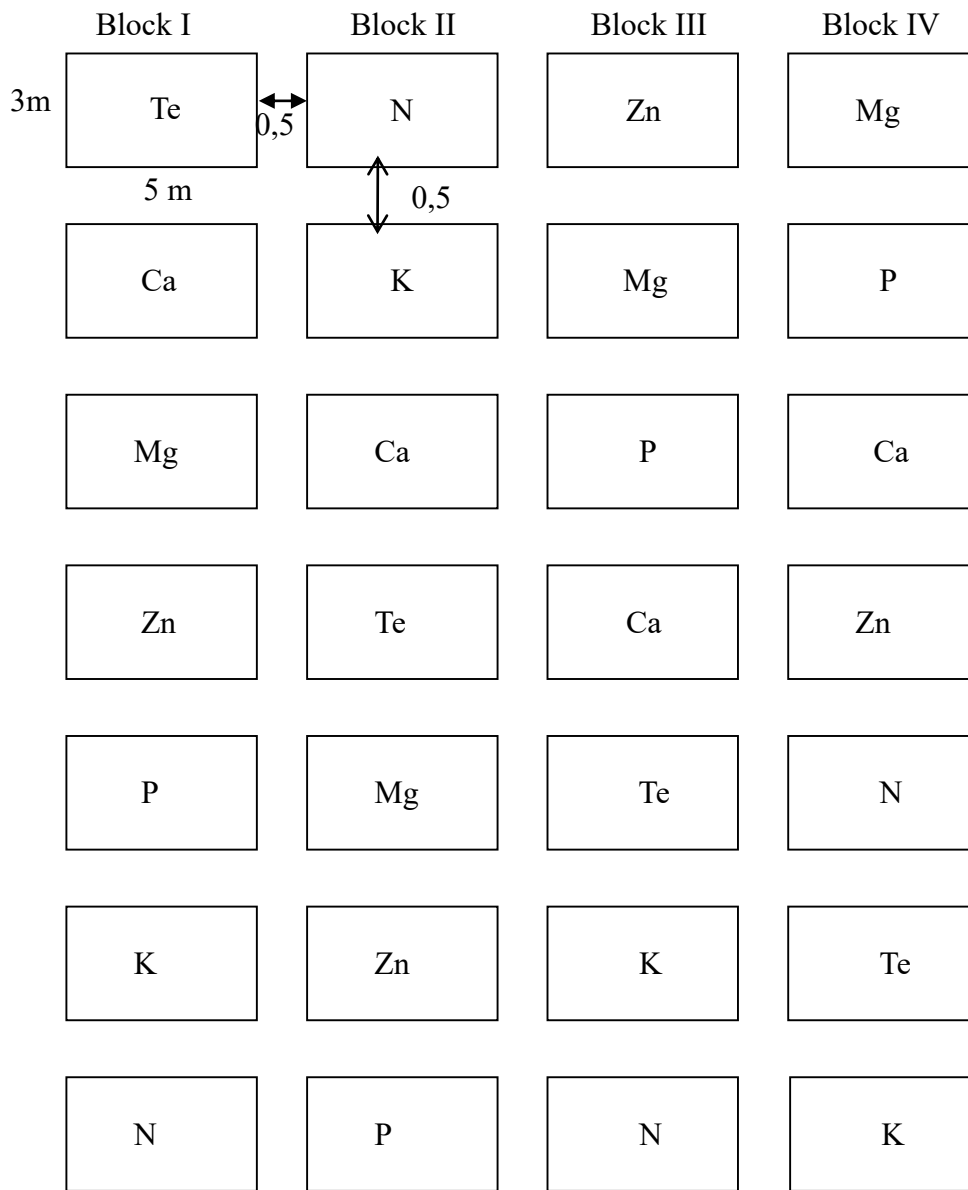 Block I Block II Block III Block IV
3m Te 0,5 N Zn Mg
5 m 0,5
Ca K Mg P
Mg Ca P Ca
Zn Te Ca Zn
P Mg Te N
K Zn K Te
N P N K